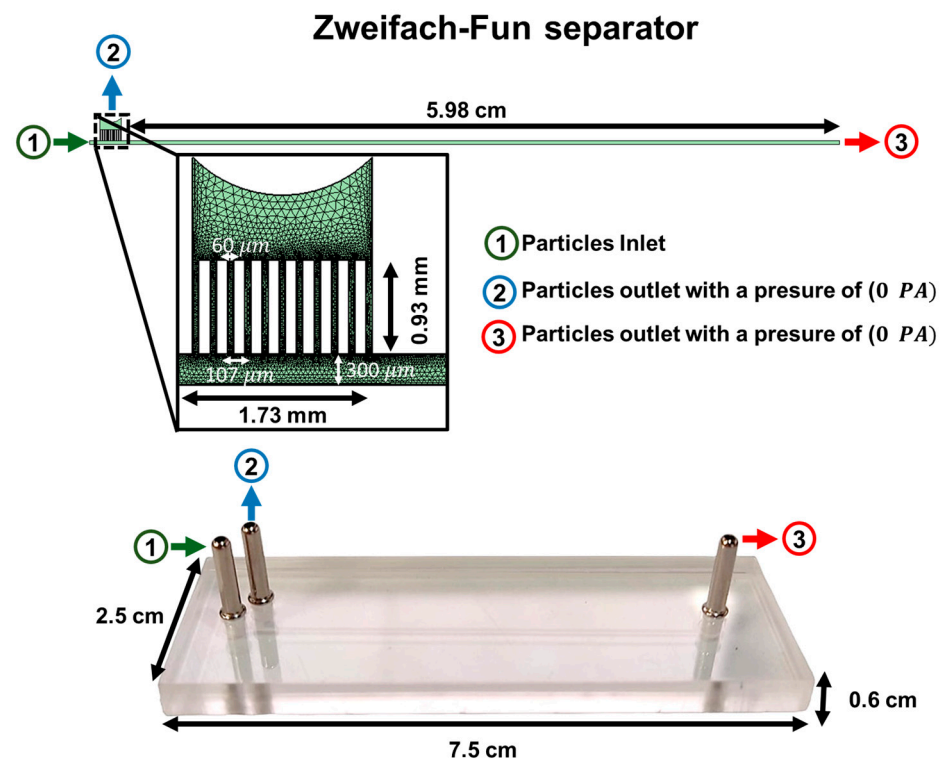 Zweifach-Fun separator
2
5.98 cm
1
3
60 μm
0.93 mm
107 μm
300 μm
1.73 mm
1 Particles Inlet
2 Particles outlet with a presure of (0 PA)
3 Particles outlet with a presure of (0 PA)
2
1
3
2.5 cm
0.6 cm
7.5 cm